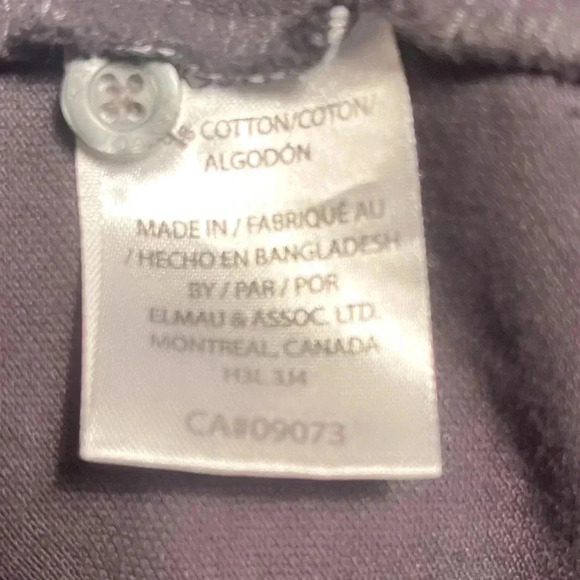 % COTTON/COTON/
ALGODÓN
MADE IN / FABRIQUÉ AU
/ HECHO EN BANGLADESH
BY / PAR / POR
ELMAU & ASSOC. LTD.
MONTREAL, CANADA
H3L 3J4
CA#09073